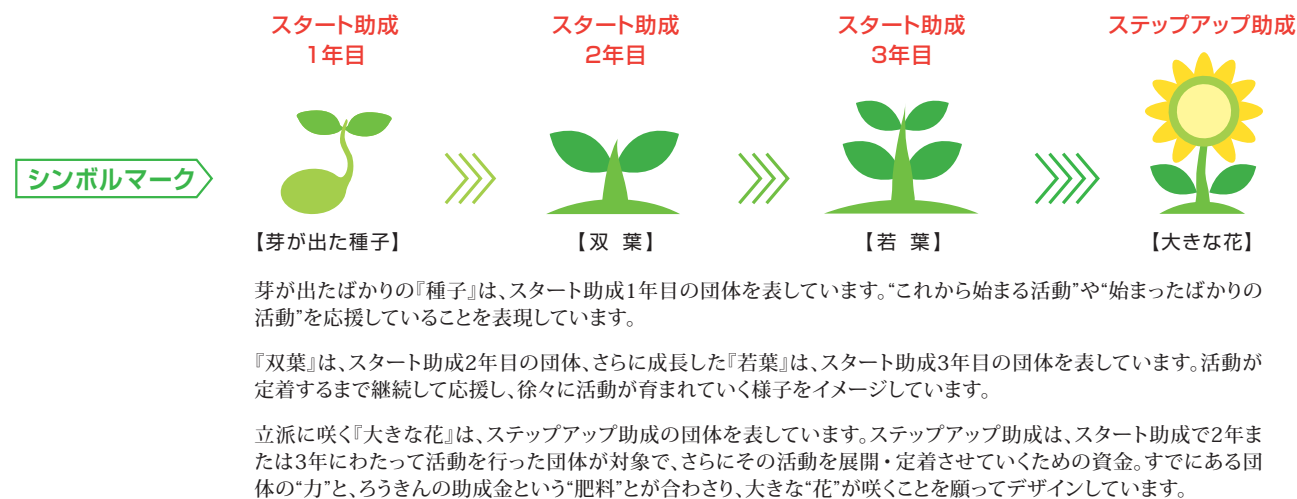 スタート助成
1年目
スタート助成
2年目
スタート助成
3年目
ステップアップ助成
シンボルマーク
【芽が出た種子】
【双 葉】
【若 葉】
【大きな花】
芽が出たばかりの『種子』は、スタート助成1年目の団体を表しています。“これから始まる活動”や“始まったばかりの
活動”を応援していることを表現しています。
『双葉』は、スタート助成2年目の団体、さらに成長した『若葉』は、スタート助成3年目の団体を表しています。活動が
定着するまで継続して応援し、徐々に活動が育まれていく様子をイメージしています。
立派に咲く『大きな花』は、ステップアップ助成の団体を表しています。ステップアップ助成は、スタート助成で2年ま
たは3年にわたって活動を行った団体が対象で、さらにその活動を展開・定着させていくための資金。すでにある団
体の“力”と、ろうきんの助成金という“肥料”とが合わさり、大きな“花”が咲くことを願ってデザインしています。